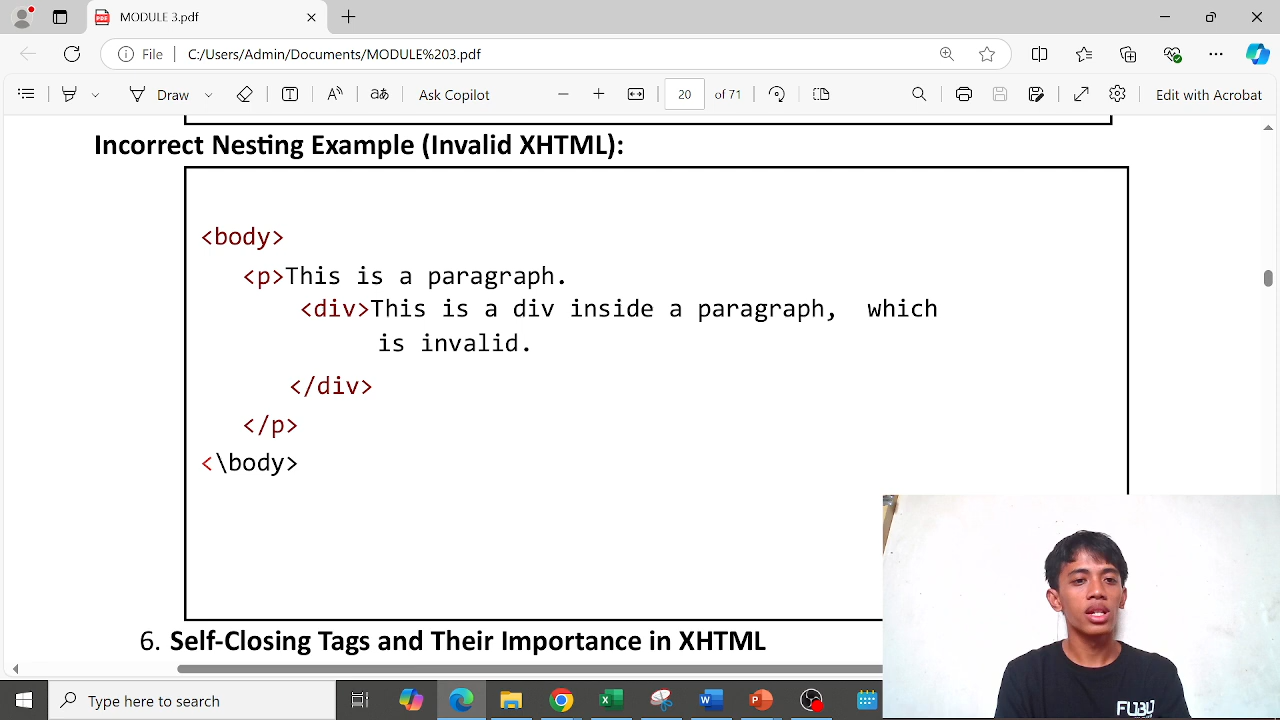 MODULE 3.pdf
File
C:/Users/Admin/Documents/MODULE%203.pdf
Draw
Ask Copilot
20 of 71
Edit with Acrobat
Incorrect Nesting Example (Invalid XHTML):
<body>
<p>This is a paragraph.
<div>This is a div inside a paragraph, which
is invalid.
</div>
</p>
<\body>
6. Self-Closing Tags and Their Importance in XHTML
Type here to search